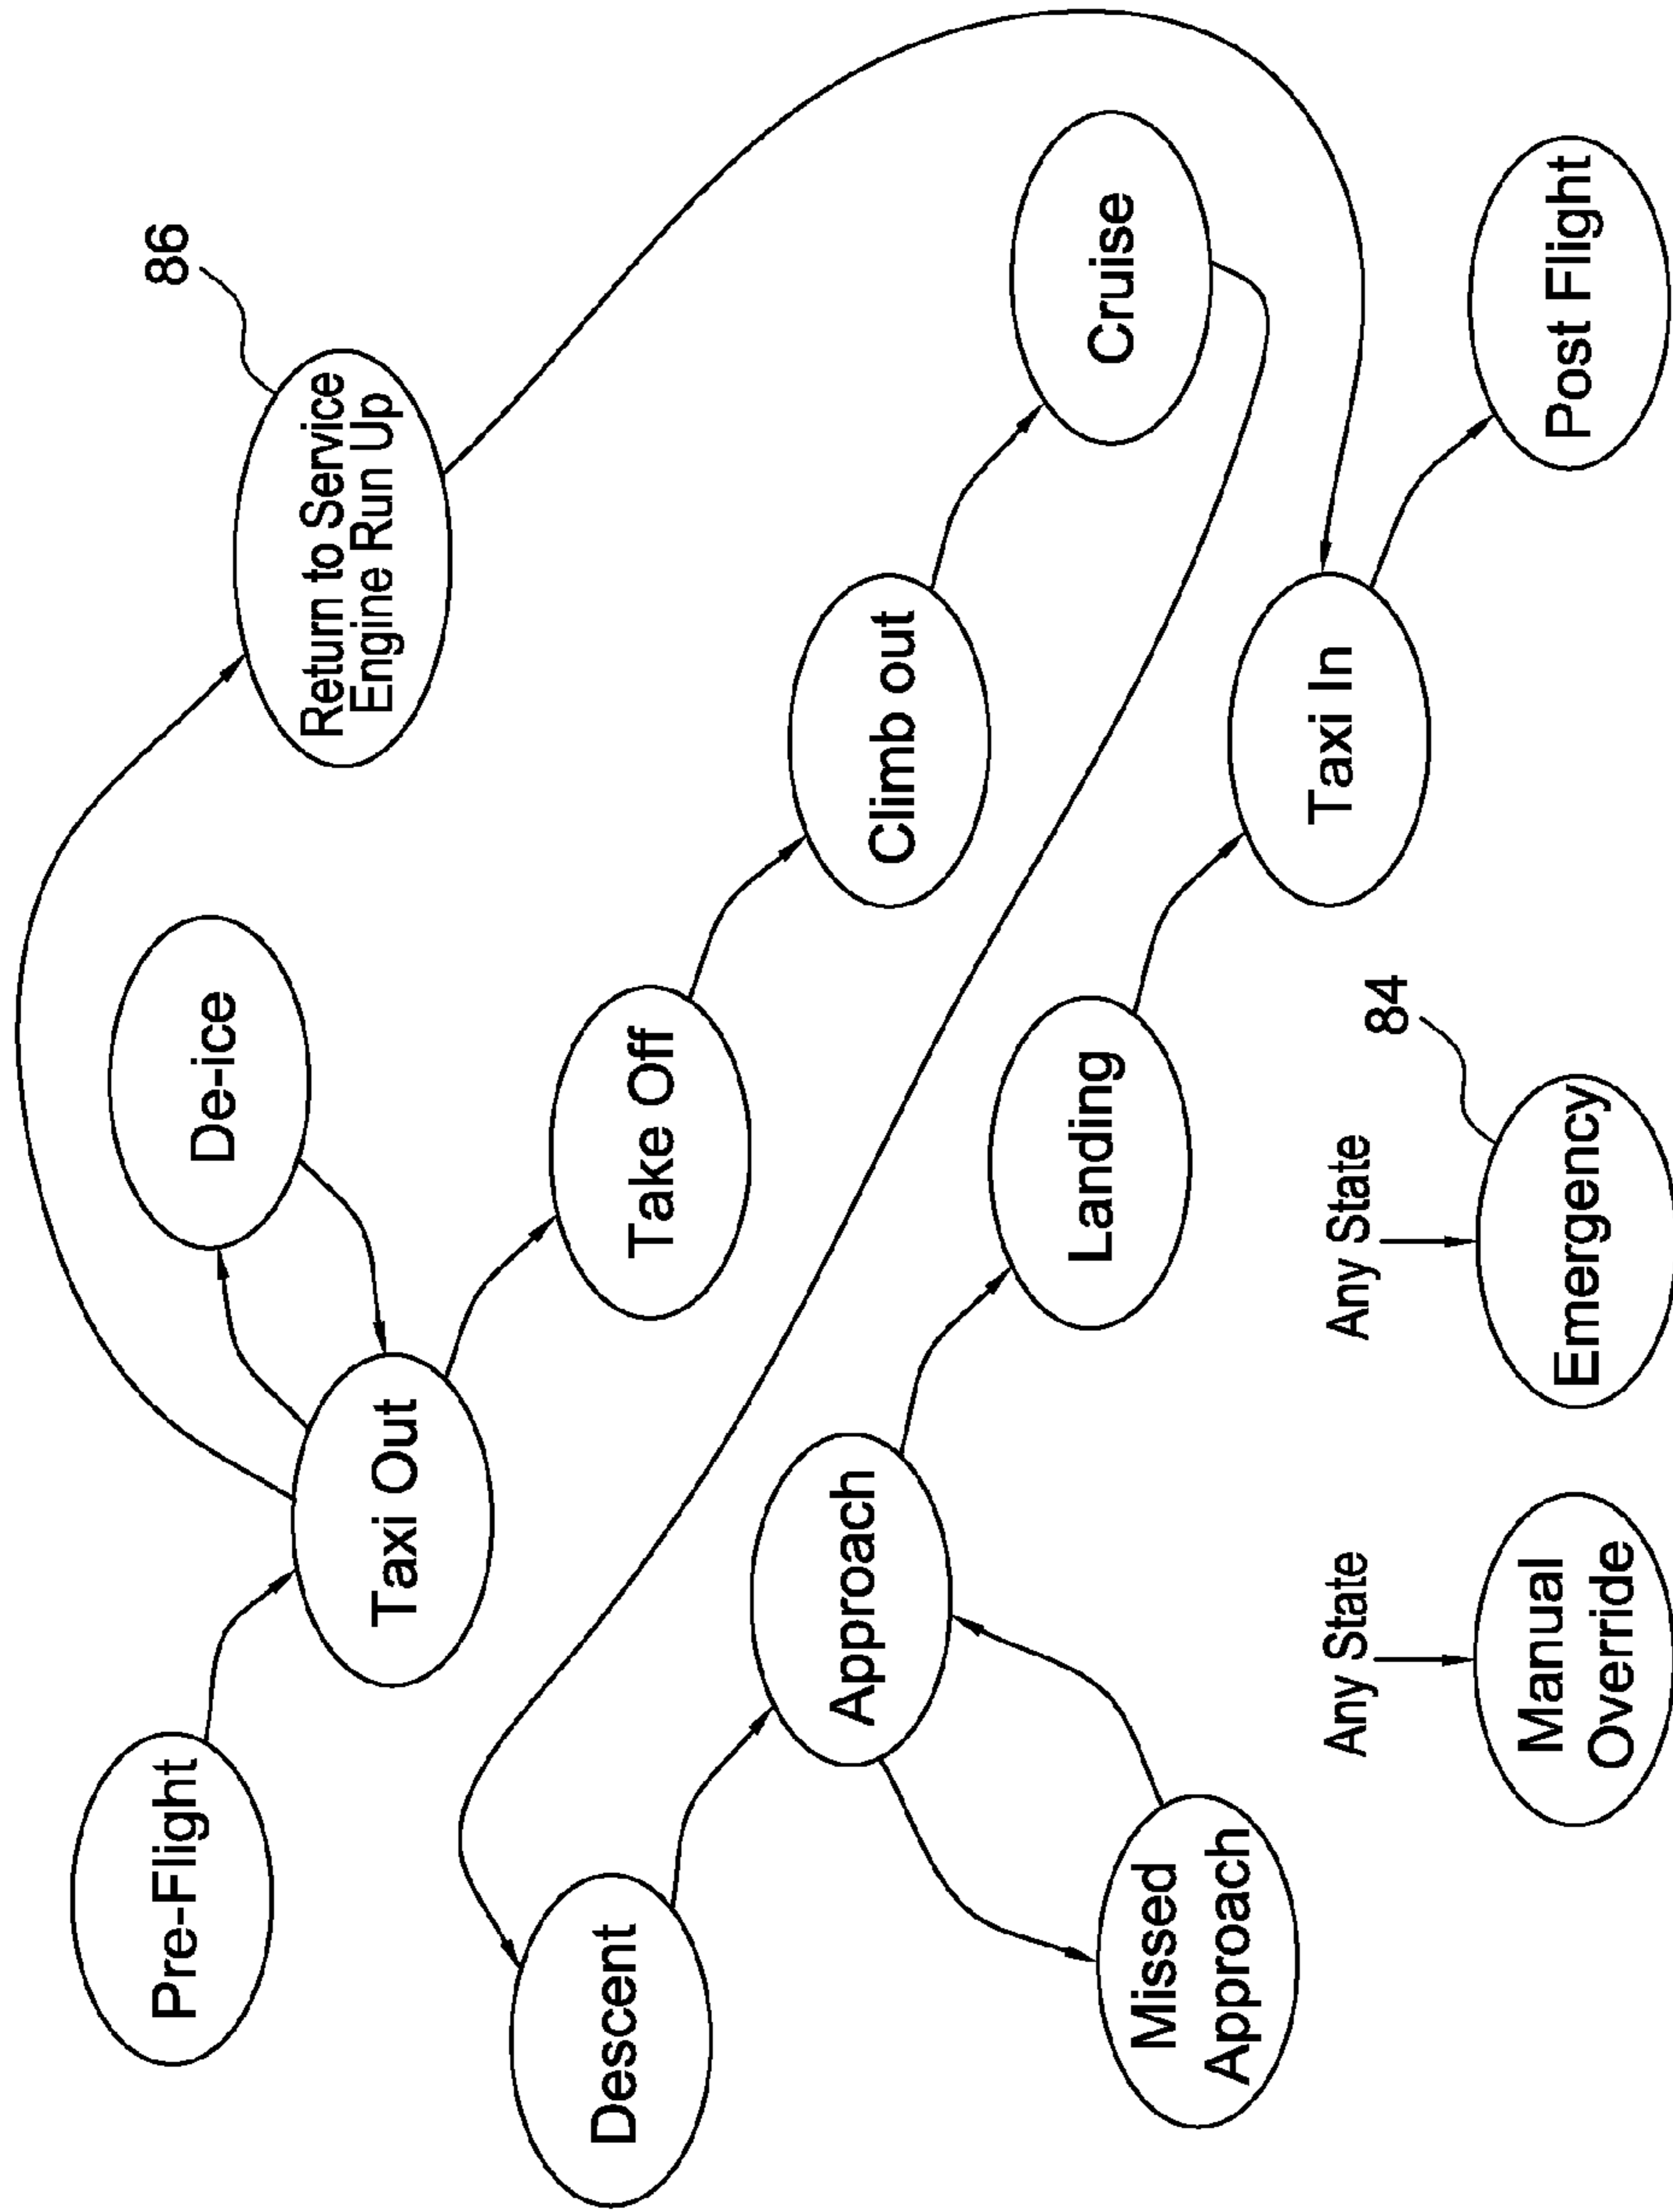 86
Return to Service
Engine Run Up
De-ice
Pre-Flight
Taxi Out
Take Off
Climb out
Cruise
Descent
Approach
Landing
Taxi In
Post Flight
Missed
Approach
Any State
Manual
Override
Any State
84
Emergency